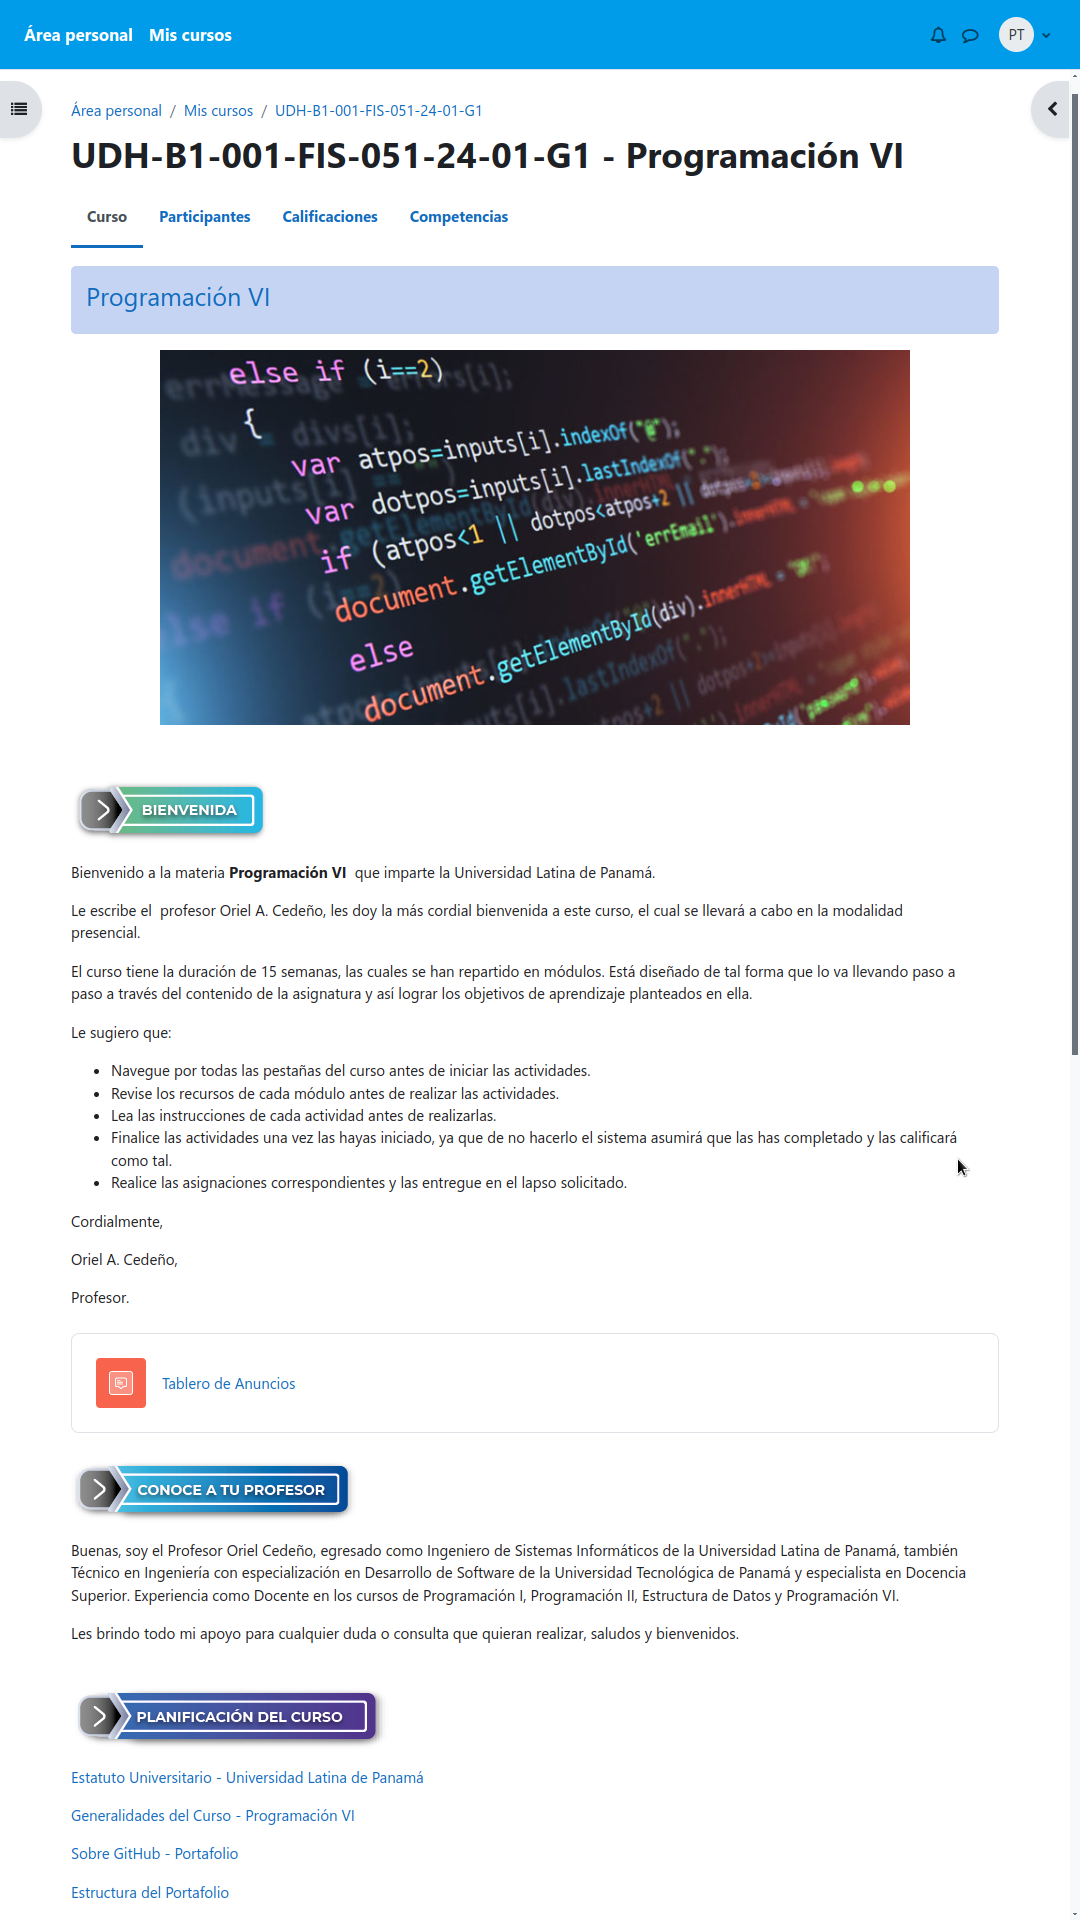 Área personal Mis cursos PT
Área personal / Mis cursos / UDH-B1-001-FIS-051-24-01-G1
UDH-B1-001-FIS-051-24-01-G1 - Programación VI
Curso Participantes Calificaciones Competencias
Programación VI
else if (i==2)
{
var atpos=inputs[i].indexOf("@");
var dotpos=inputs[i].lastIndexOf(".");
if (atpos<1 || dotpos<atpos+2 ||
document.getElementById('errEmail').innerHTML =
else
document.getElementById(div).innerHTML =
BIENVENIDA
Bienvenido a la materia Programación VI que imparte la Universidad Latina de Panamá.
Le escribe el profesor Oriel A. Cedeño, les doy la más cordial bienvenida a este curso, el cual se llevará a cabo en la modalidad
presencial.
El curso tiene la duración de 15 semanas, las cuales se han repartido en módulos. Está diseñado de tal forma que lo va llevando paso a
paso a través del contenido de la asignatura y así lograr los objetivos de aprendizaje planteados en ella.
Le sugiero que:
• Navegue por todas las pestañas del curso antes de iniciar las actividades.
• Revise los recursos de cada módulo antes de realizar las actividades.
• Lea las instrucciones de cada actividad antes de realizarlas.
• Finalice las actividades una vez las hayas iniciado, ya que de no hacerlo el sistema asumirá que las has completado y las calificará
como tal.
• Realice las asignaciones correspondientes y las entregue en el lapso solicitado.
Cordialmente,
Oriel A. Cedeño,
Profesor.
Tablero de Anuncios
CONOCE A TU PROFESOR
Buenas, soy el Profesor Oriel Cedeño, egresado como Ingeniero de Sistemas Informáticos de la Universidad Latina de Panamá, también
Técnico en Ingeniería con especialización en Desarrollo de Software de la Universidad Tecnológica de Panamá y especialista en Docencia
Superior. Experiencia como Docente en los cursos de Programación I, Programación II, Estructura de Datos y Programación VI.
Les brindo todo mi apoyo para cualquier duda o consulta que quieran realizar, saludos y bienvenidos.
PLANIFICACIÓN DEL CURSO
Estatuto Universitario - Universidad Latina de Panamá
Generalidades del Curso - Programación VI
Sobre GitHub - Portafolio
Estructura del Portafolio